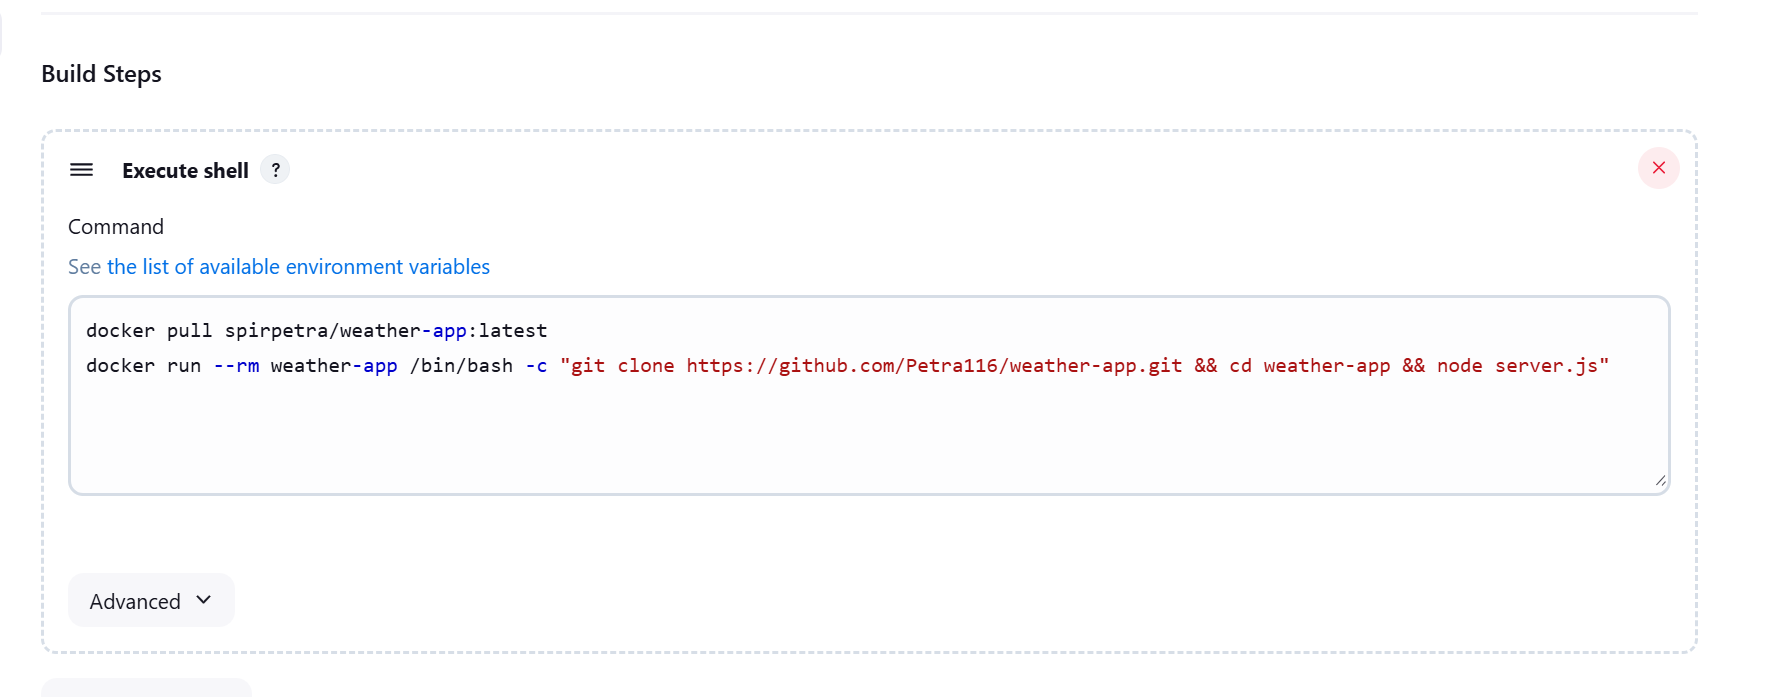 Build Steps
Execute shell ?
Command
See the list of available environment variables
docker pull spirpetra/weather-app:latest
docker run --rm weather-app /bin/bash -c "git clone https://github.com/Petra116/weather-app.git && cd weather-app && node server.js"
Advanced